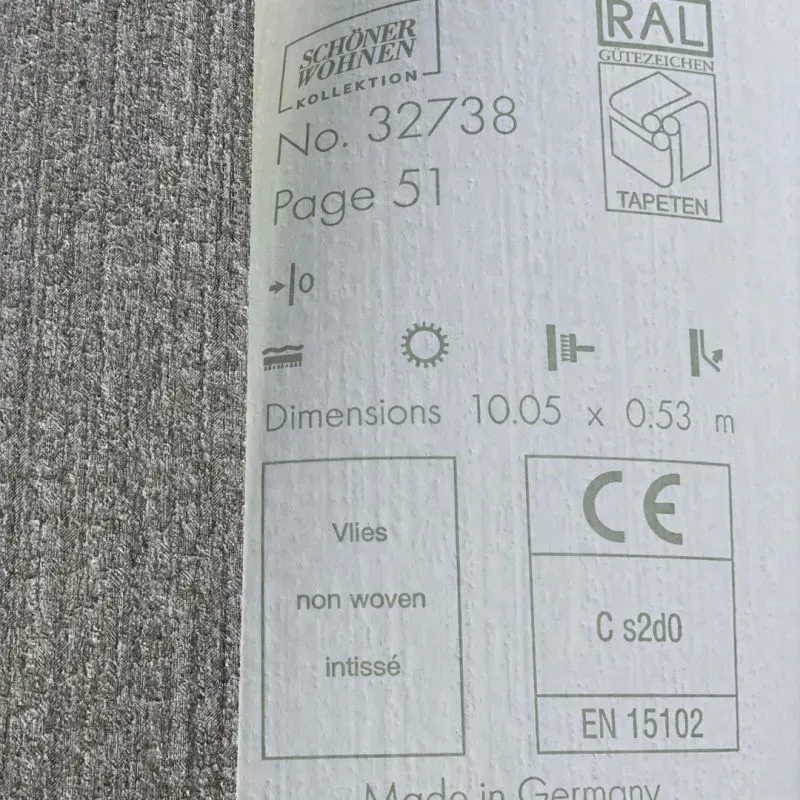 SCHÖNER
WOHNEN
KOLLEKTION
No. 32738
Page 51
RAL
GÜTEZEICHEN
TAPETEN
0
Dimensions 10.05 x 0.53 m
Vlies
non woven
intissé
CE
C s2d0
EN 15102
Made in Germany